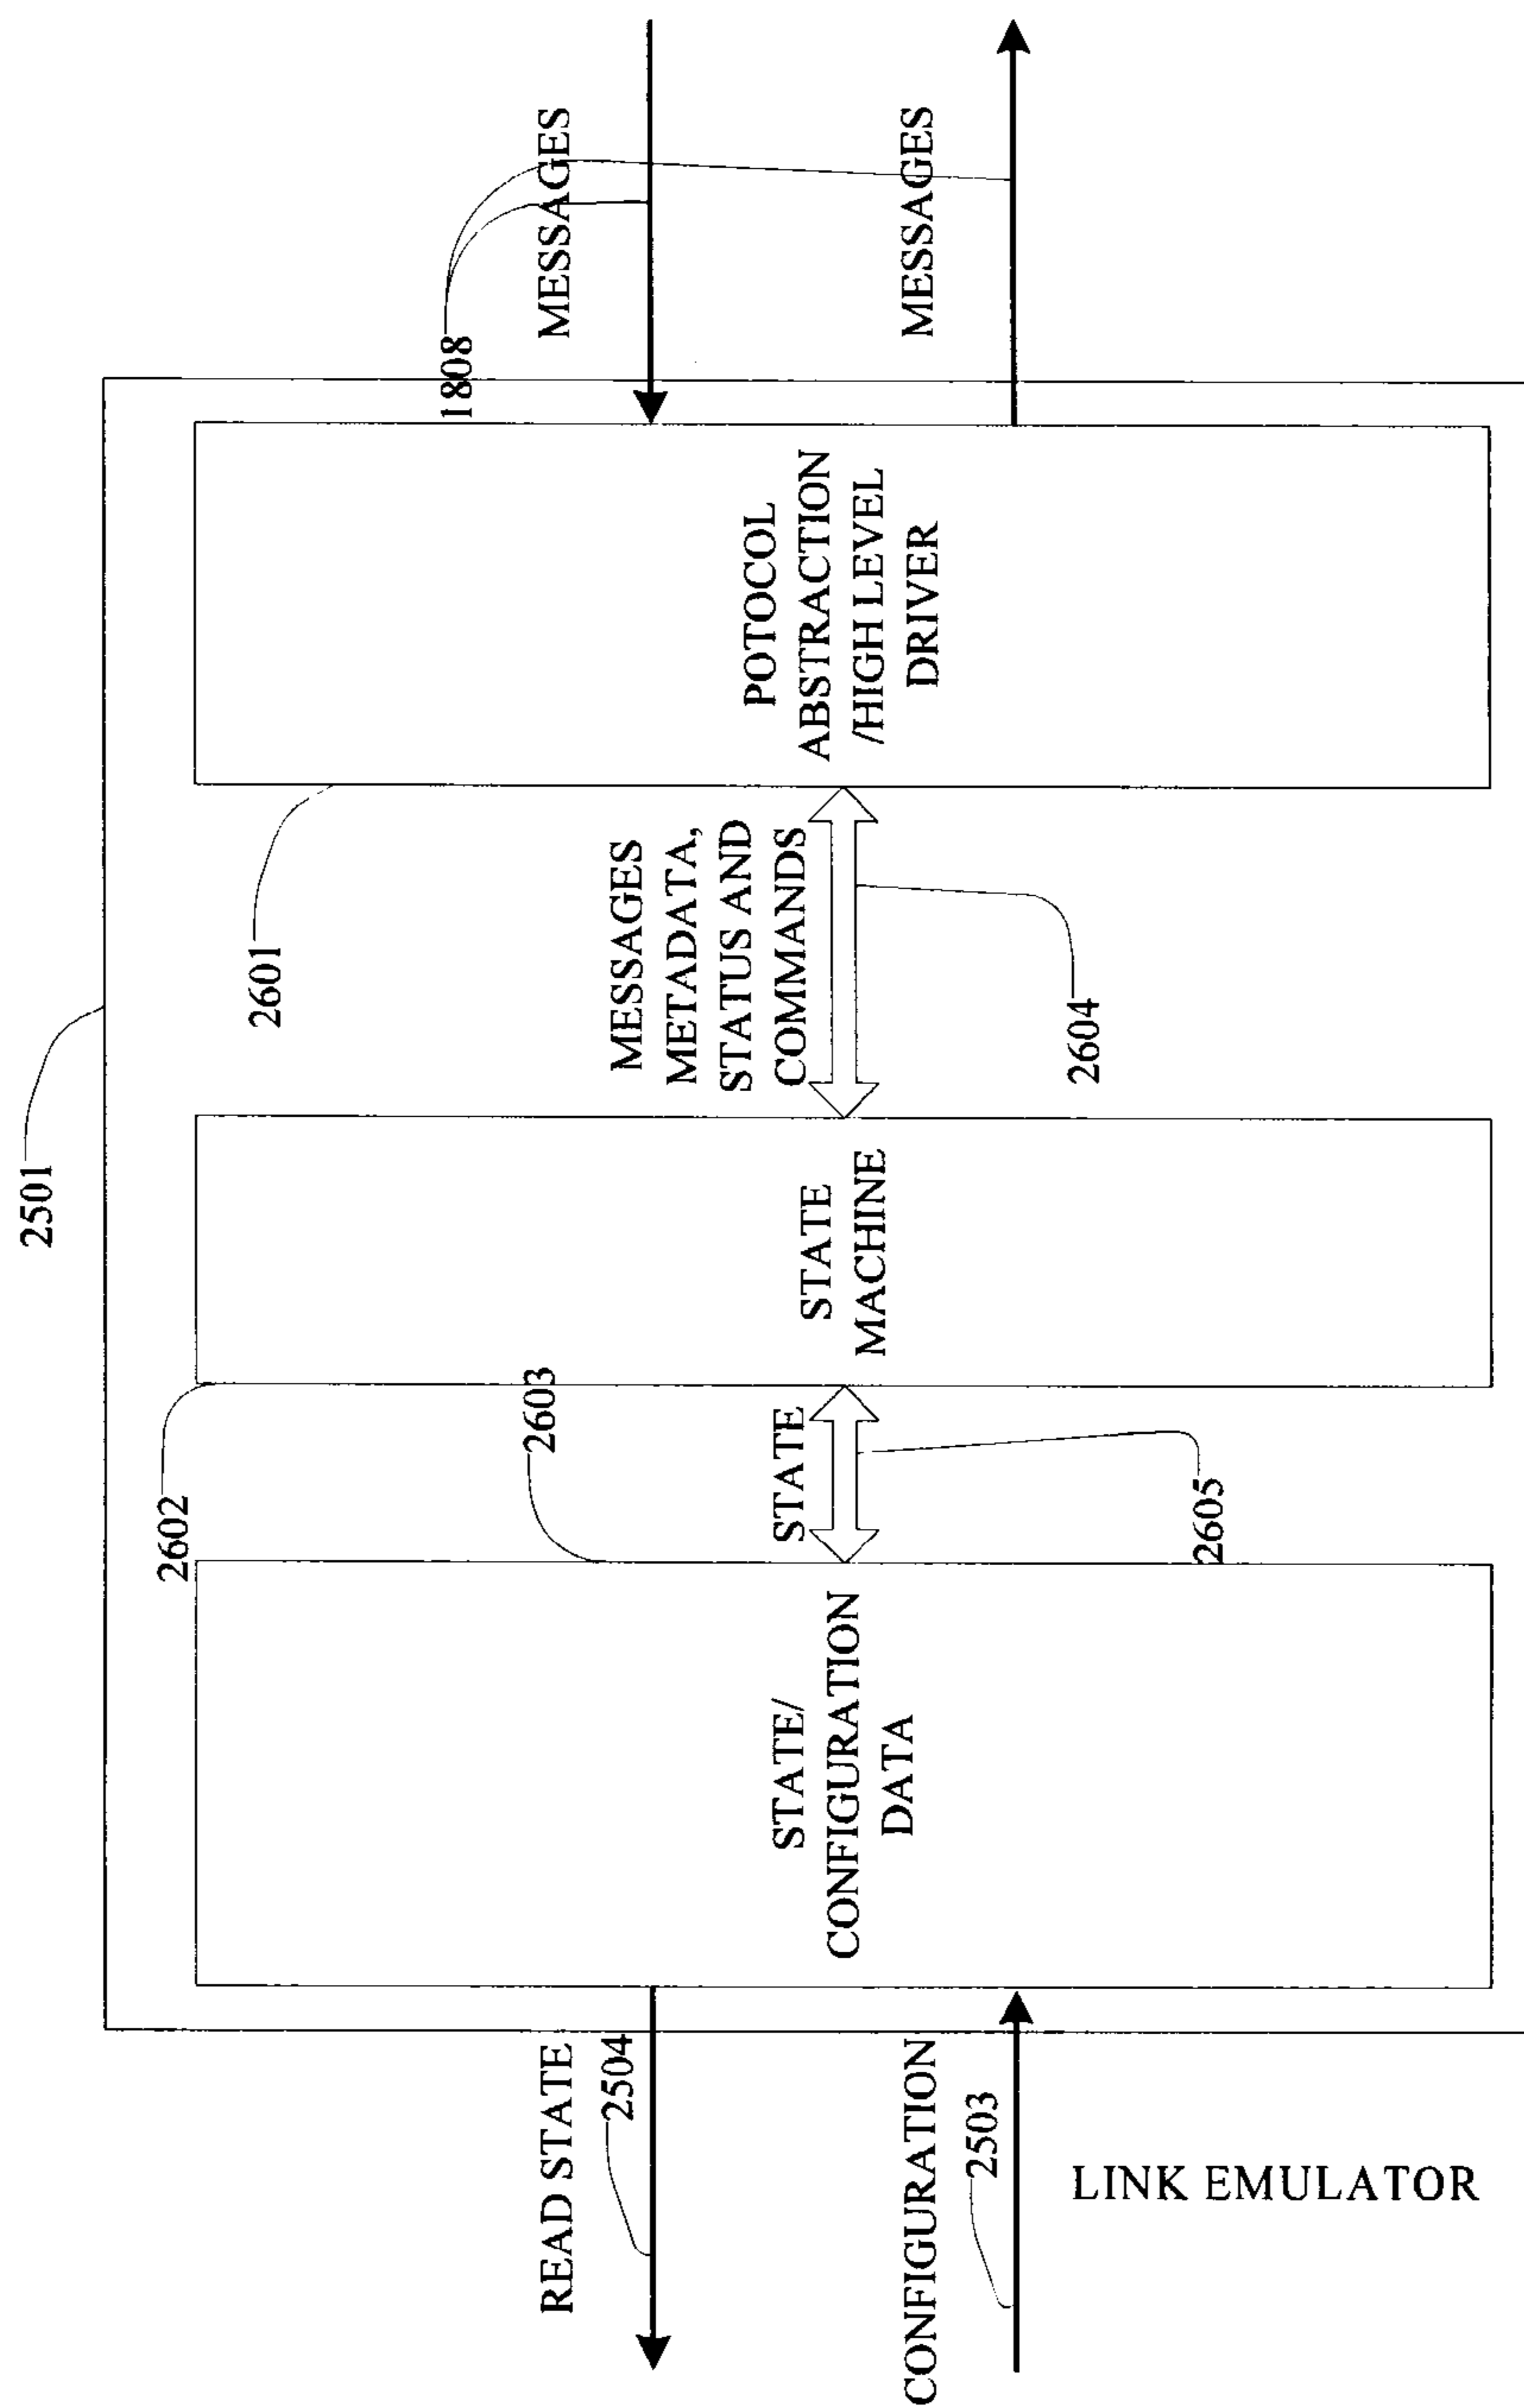 2501
1808
MESSAGES
MESSAGES
POTOCOL
ABSTRACTION
/HIGH LEVEL
DRIVER
2601
MESSAGES
METADATA,
STATUS AND
COMMANDS
2604
STATE
MACHINE
2602
2603
STATE
2605
STATE/
CONFIGURATION
DATA
READ STATE
2504
CONFIGURATION
2503
LINK EMULATOR